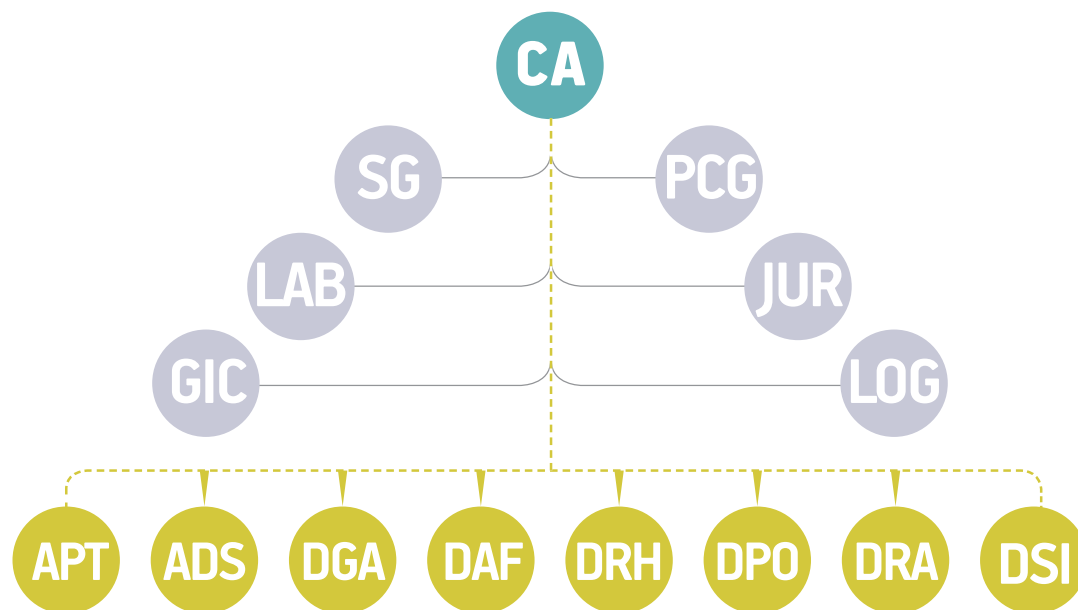 CA
SG
PCG
LAB
JUR
GIC
LOG
APT
ADS
DGA
DAF
DRH
DPO
DRA
DSI